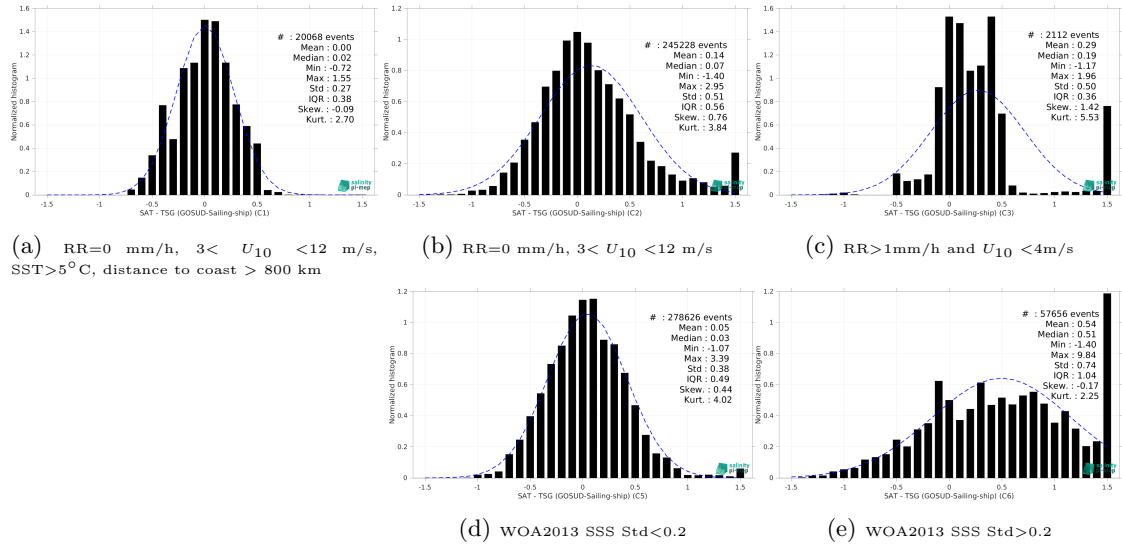 1.6
1.4
1.2
1
0.8
0.6
0.4
0.2
0
Normalized histogram
# : 20068 events
Mean : 0.00
Median : 0.02
Min : -0.72
Max : 1.55
Std : 0.27
IQR : 0.38
Skew. : -0.09
Kurt. : 2.70
salinity
pi-mep
-1.5 -1 -0.5 0 0.5 1 1.5
SAT - TSG (GOSUD-Sailing-ship) (C1)
(a) RR=0 mm/h, 3< U10 <12 m/s,
SST>5°C, distance to coast > 800 km
1.2
1
0.8
0.6
0.4
0.2
0
Normalized histogram
# : 245228 events
Mean : 0.14
Median : 0.07
Min : -1.40
Max : 2.95
Std : 0.51
IQR : 0.56
Skew. : 0.76
Kurt. : 3.84
salinity
pi-mep
-1.5 -1 -0.5 0 0.5 1 1.5
SAT - TSG (GOSUD-Sailing-ship) (C2)
(b) RR=0 mm/h, 3< U10 <12 m/s
1.6
1.4
1.2
1
0.8
0.6
0.4
0.2
0
Normalized histogram
# : 2112 events
Mean : 0.29
Median : 0.19
Min : -1.17
Max : 1.96
Std : 0.50
IQR : 0.36
Skew. : 1.42
Kurt. : 5.53
salinity
pi-mep
-1.5 -1 -0.5 0 0.5 1 1.5
SAT - TSG (GOSUD-Sailing-ship) (C3)
(c) RR>1mm/h and U10 <4m/s
1.2
1
0.8
0.6
0.4
0.2
0
Normalized histogram
# : 278626 events
Mean : 0.05
Median : 0.03
Min : -1.07
Max : 3.39
Std : 0.38
IQR : 0.49
Skew. : 0.44
Kurt. : 4.02
salinity
pi-mep
-1.5 -1 -0.5 0 0.5 1 1.5
SAT - TSG (GOSUD-Sailing-ship) (C5)
(d) WOA2013 SSS Std<0.2
1.2
1
0.8
0.6
0.4
0.2
0
Normalized histogram
# : 57656 events
Mean : 0.54
Median : 0.51
Min : -1.40
Max : 9.84
Std : 0.74
IQR : 1.04
Skew. : -0.17
Kurt. : 2.25
salinity
pi-mep
-1.5 -1 -0.5 0 0.5 1 1.5
SAT - TSG (GOSUD-Sailing-ship) (C6)
(e) WOA2013 SSS Std>0.2